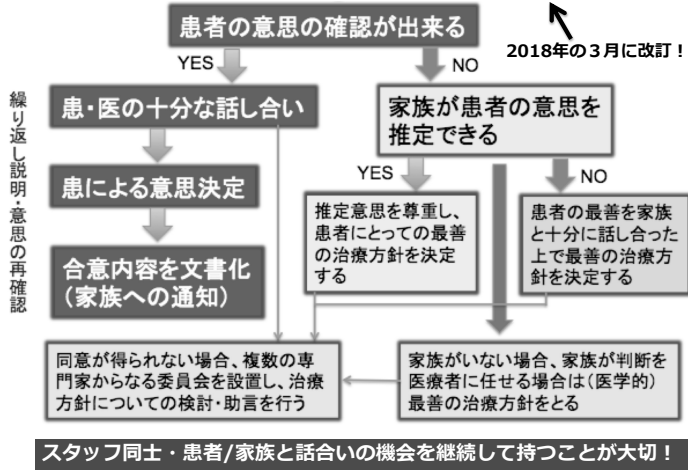 患者の意思の確認が出来る
2018年の３月に改訂！
YES
NO
繰り返し説明・意思の再確認
患・医の十分な話し合い
家族が患者の意思を
推定できる
患による意思決定
YES
NO
合意内容を文書化
（家族への通知）
推定意思を尊重し、
患者にとっての最善
の治療方針を決定
する
患者の最善を家族
と十分に話し合った
上で最善の治療方
針を決定する
同意が得られない場合、複数の専
門家からなる委員会を設置し、治療
方針についての検討・助言を行う
家族がいない場合、家族が判断を
医療者に任せる場合は（医学的）
最善の治療方針をとる
スタッフ同士・患者/家族と話合いの機会を継続して持つことが大切！